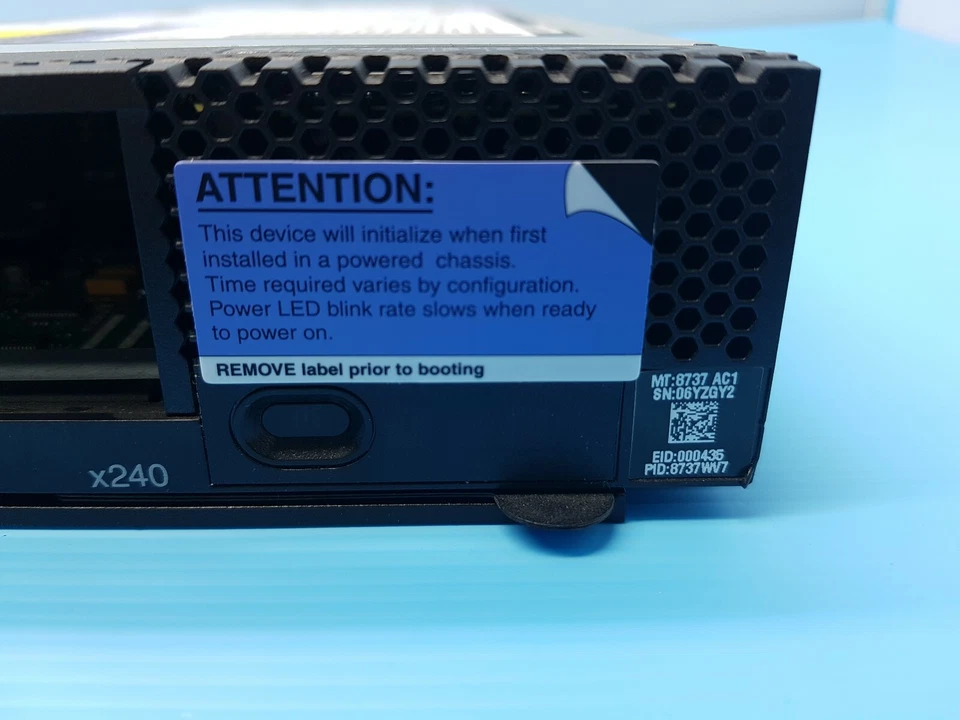 ATTENTION:
This device will initialize when first
installed in a powered chassis.
Time required varies by configuration.
Power LED blink rate slows when ready
to power on.
REMOVE label prior to booting
MT:8737 AC1
SN:06YZGY2
EID:000435
PID:8737WV7
x240